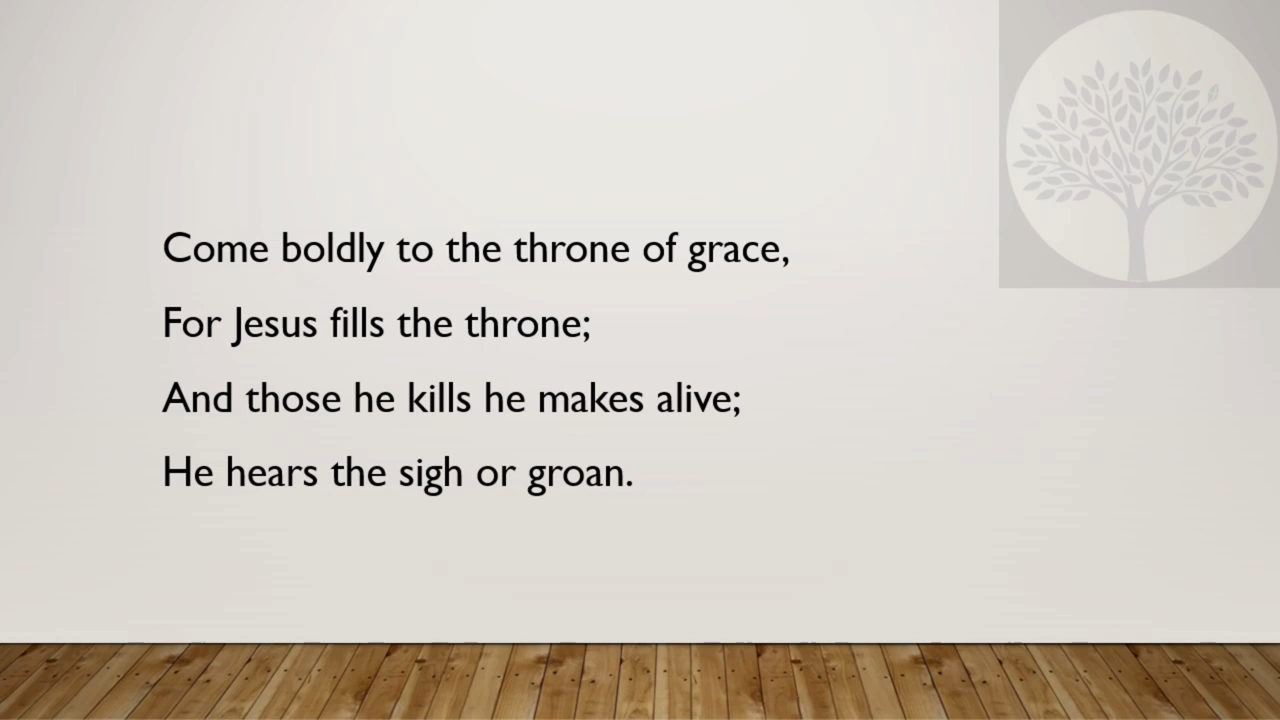 Come boldly to the throne of grace,
For Jesus fills the throne;
And those he kills he makes alive;
He hears the sigh or groan.